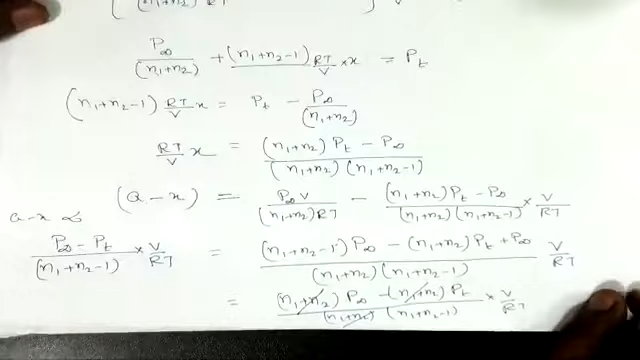 (n₁+n₂) RT V
P∞/(n₁+n₂) + (n₁+n₂-1) RT/V × x = Pₜ
(n₁+n₂-1) RT/V x = Pₜ - P∞/(n₁+n₂)
RT/V x = (n₁+n₂) Pₜ - P∞/(n₁+n₂) (n₁+n₂-1)
(a-x) = P∞ V/(n₁+n₂) RT - (n₁+n₂) Pₜ - P∞/(n₁+n₂) (n₁+n₂-1) × V/RT
a-x ∝
P∞ - Pₜ/(n₁+n₂-1) × V/RT = (n₁+n₂-1) P∞ - (n₁+n₂) Pₜ + P∞/(n₁+n₂) (n₁+n₂-1) V/RT
= (n₁+n₂) P∞ - (n₁+n₂) Pₜ/(n₁+n₂) (n₁+n₂-1) × V/RT